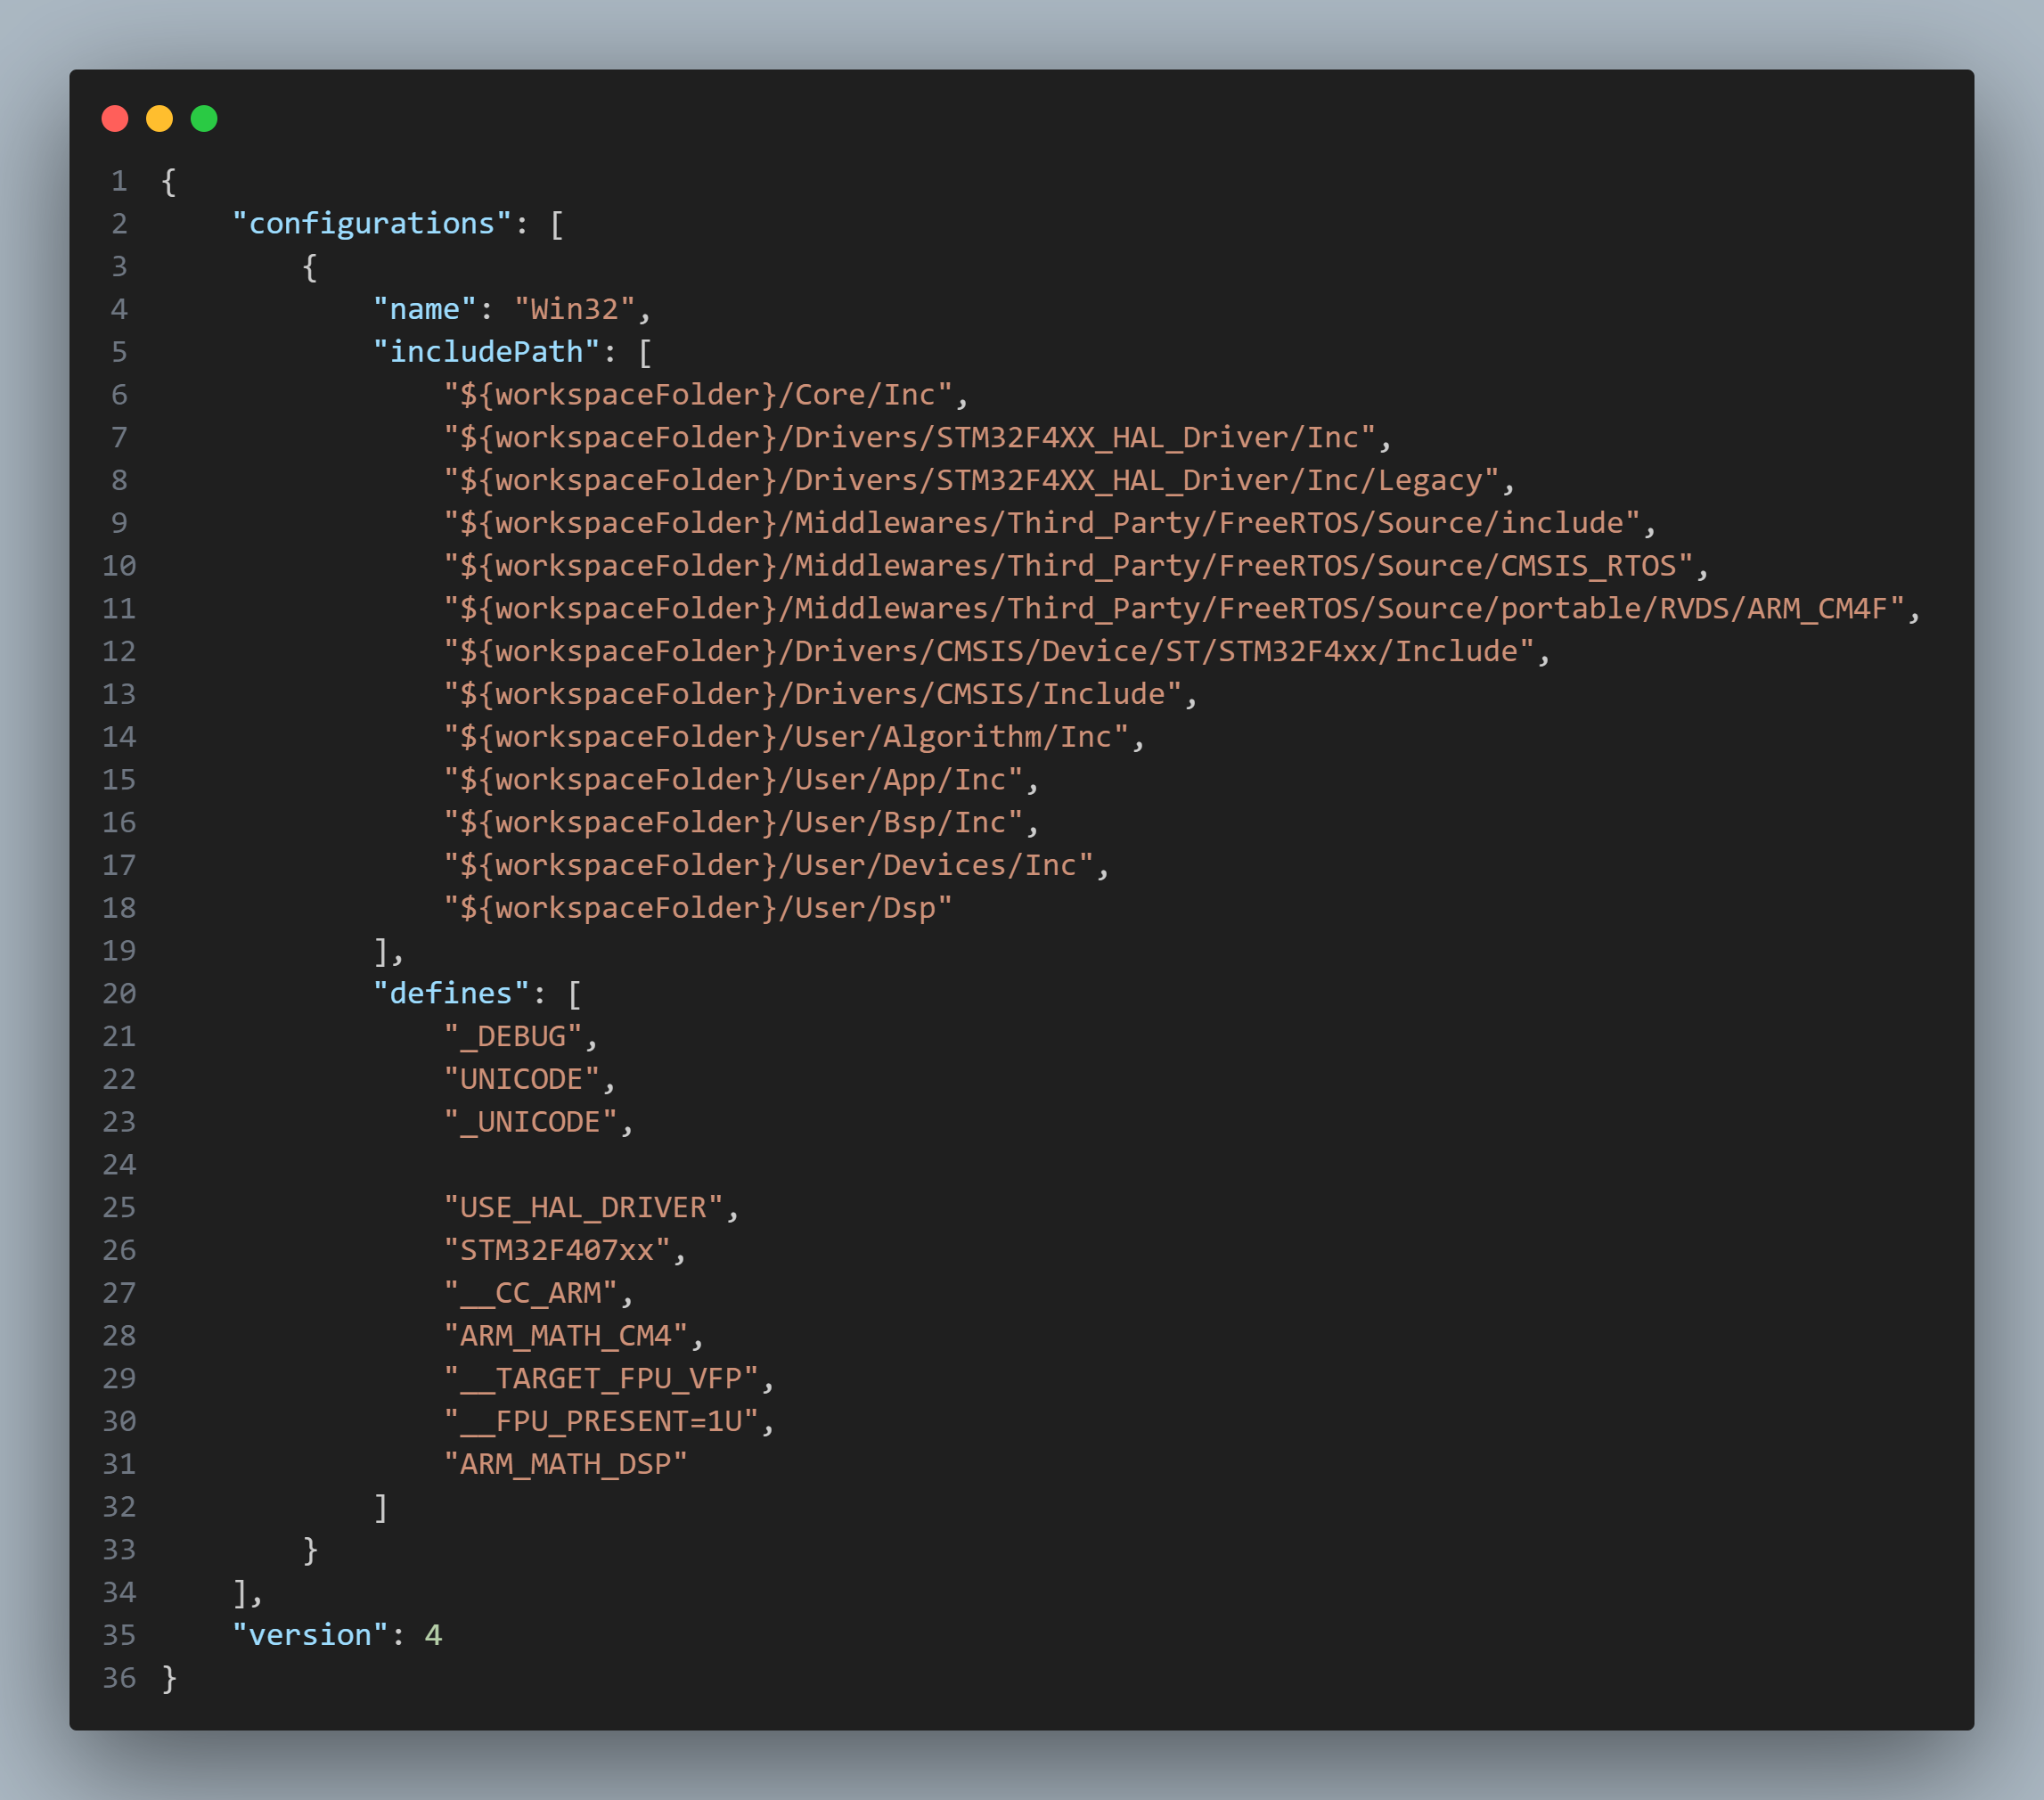 1 {
2     "configurations": [
3         {
4             "name": "Win32",
5             "includePath": [
6                 "${workspaceFolder}/Core/Inc",
7                 "${workspaceFolder}/Drivers/STM32F4XX_HAL_Driver/Inc",
8                 "${workspaceFolder}/Drivers/STM32F4XX_HAL_Driver/Inc/Legacy",
9                 "${workspaceFolder}/Middlewares/Third_Party/FreeRTOS/Source/include",
10                 "${workspaceFolder}/Middlewares/Third_Party/FreeRTOS/Source/CMSIS_RTOS",
11                 "${workspaceFolder}/Middlewares/Third_Party/FreeRTOS/Source/portable/RVDS/ARM_CM4F",
12                 "${workspaceFolder}/Drivers/CMSIS/Device/ST/STM32F4xx/Include",
13                 "${workspaceFolder}/Drivers/CMSIS/Include",
14                 "${workspaceFolder}/User/Algorithm/Inc",
15                 "${workspaceFolder}/User/App/Inc",
16                 "${workspaceFolder}/User/Bsp/Inc",
17                 "${workspaceFolder}/User/Devices/Inc",
18                 "${workspaceFolder}/User/Dsp"
19             ],
20             "defines": [
21                 "_DEBUG",
22                 "UNICODE",
23                 "_UNICODE",
24
25                 "USE_HAL_DRIVER",
26                 "STM32F407xx",
27                 "__CC_ARM",
28                 "ARM_MATH_CM4",
29                 "__TARGET_FPU_VFP",
30                 "__FPU_PRESENT=1U",
31                 "ARM_MATH_DSP"
32             ]
33         }
34     ],
35     "version": 4
36 }